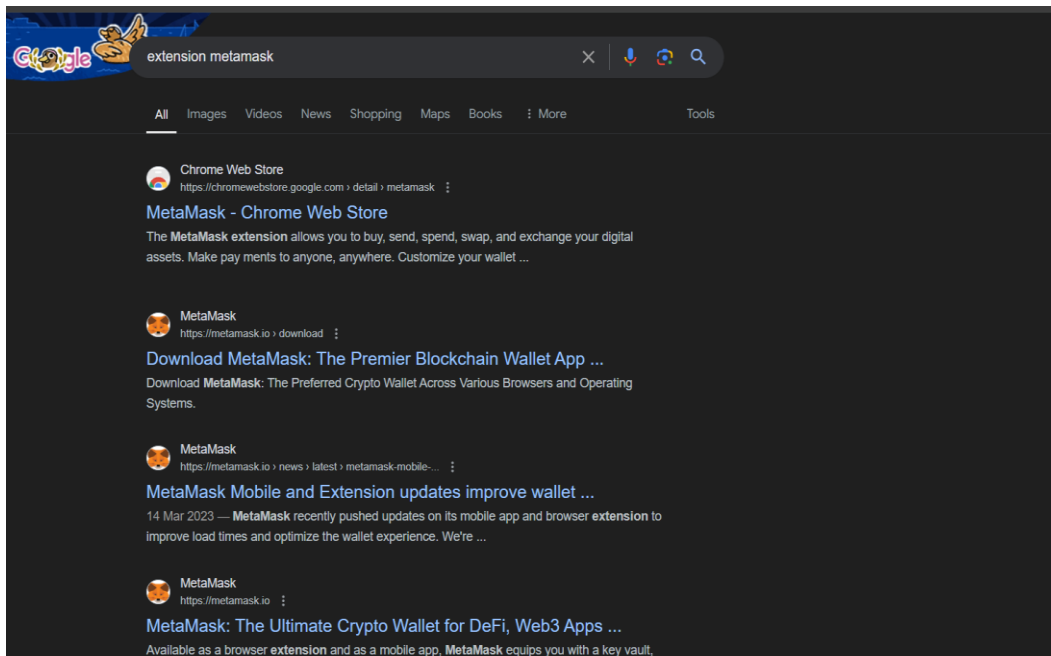 Google
extension metamask
All Images Videos News Shopping Maps Books More Tools
Chrome Web Store
https://chromewebstore.google.com › detail › metamask
MetaMask - Chrome Web Store
The MetaMask extension allows you to buy, send, spend, swap, and exchange your digital
assets. Make pay ments to anyone, anywhere. Customize your wallet ...
MetaMask
https://metamask.io › download
Download MetaMask: The Premier Blockchain Wallet App ...
Download MetaMask: The Preferred Crypto Wallet Across Various Browsers and Operating
Systems.
MetaMask
https://metamask.io › news › latest › metamask-mobile-...
MetaMask Mobile and Extension updates improve wallet ...
14 Mar 2023 — MetaMask recently pushed updates on its mobile app and browser extension to
improve load times and optimize the wallet experience. We're ...
MetaMask
https://metamask.io
MetaMask: The Ultimate Crypto Wallet for DeFi, Web3 Apps ...
Available as a browser extension and as a mobile app, MetaMask equips you with a key vault,